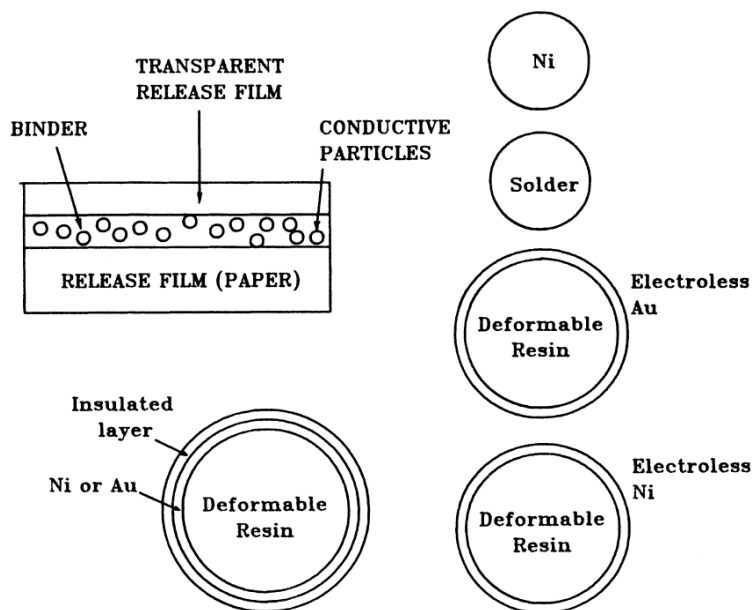 TRANSPARENT
RELEASE FILM
BINDER
CONDUCTIVE
PARTICLES
RELEASE FILM (PAPER)
Ni
Solder
Electroless
Au
Deformable
Resin
Insulated
layer
Ni or Au
Deformable
Resin
Electroless
Ni
Deformable
Resin